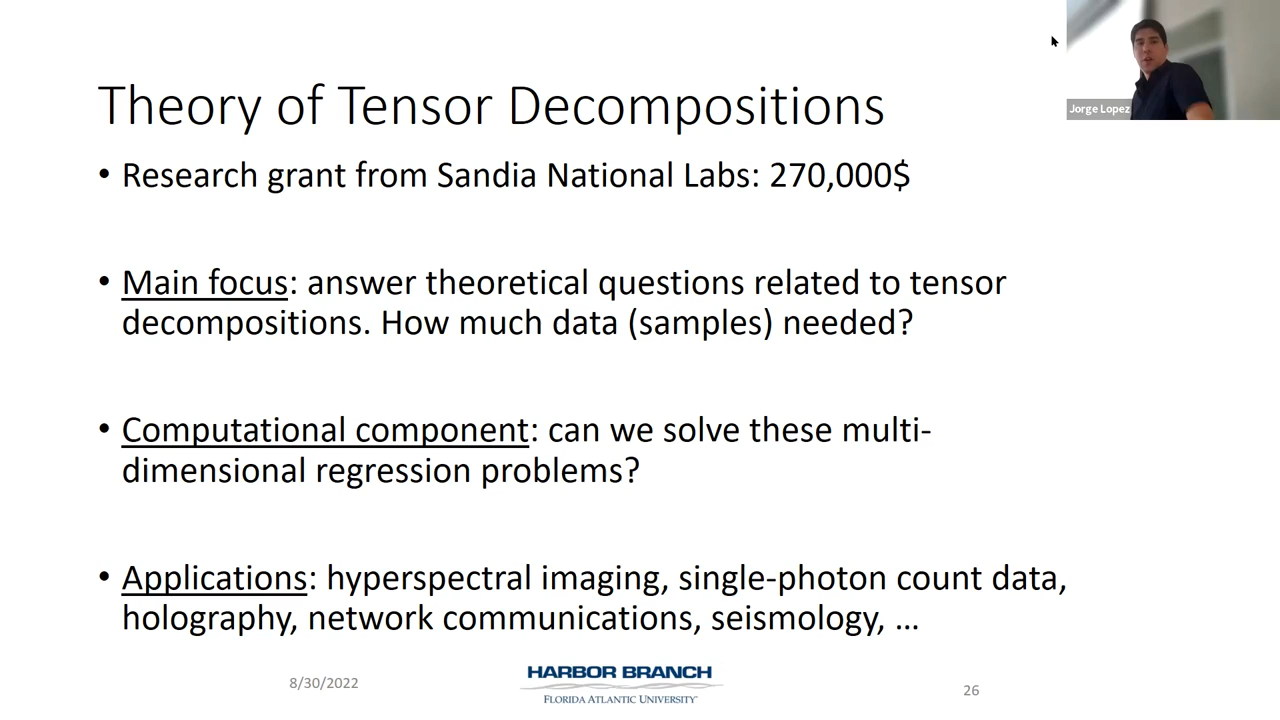 Jorge Lopez
Theory of Tensor Decompositions
• Research grant from Sandia National Labs: 270,000$
• Main focus: answer theoretical questions related to tensor
decompositions. How much data (samples) needed?
• Computational component: can we solve these multi-
dimensional regression problems?
• Applications: hyperspectral imaging, single-photon count data,
holography, network communications, seismology, …
8/30/2022
HARBOR BRANCH
FLORIDA ATLANTIC UNIVERSITY
26